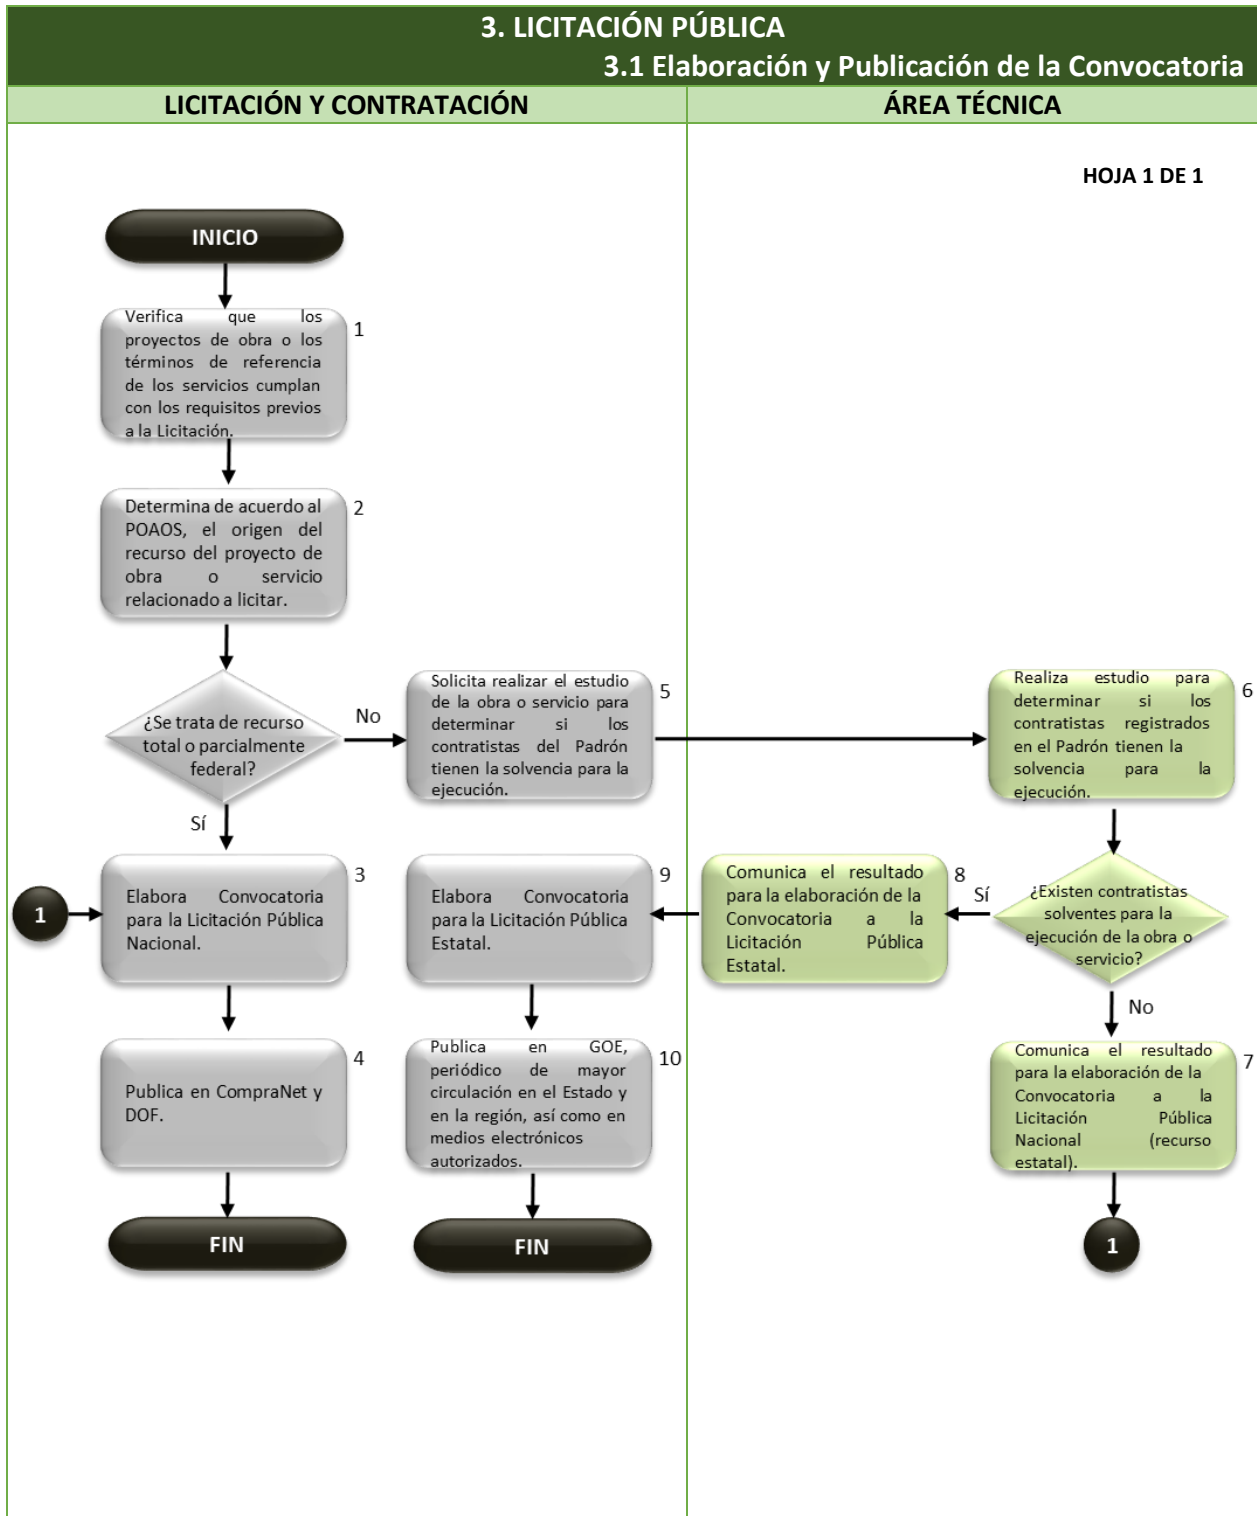 3. LICITACIÓN PÚBLICA
3.1 Elaboración y Publicación de la Convocatoria
LICITACIÓN Y CONTRATACIÓN
ÁREA TÉCNICA
HOJA 1 DE 1
INICIO
Verifica que los
proyectos de obra o los
términos de referencia
de los servicios cumplan
con los requisitos previos
a la Licitación.
1
Determina de acuerdo al
POAOS, el origen del
recurso del proyecto de
obra o servicio
relacionado a licitar.
2
¿Se trata de recurso
total o parcialmente
federal?
No
Sí
Solicita realizar el estudio
de la obra o servicio para
determinar si los
contratistas del Padrón
tienen la solvencia para la
ejecución.
5
Realiza estudio para
determinar si los
contratistas registrados
en el Padrón tienen la
solvencia para la
ejecución.
6
1
Elabora Convocatoria
para la Licitación Pública
Nacional.
3
Elabora Convocatoria
para la Licitación Pública
Estatal.
9
Comunica el resultado
para la elaboración de la
Convocatoria a la
Licitación Pública
Estatal.
8
Sí
¿Existen contratistas
solventes para la
ejecución de la obra o
servicio?
No
Publica en CompraNet y
DOF.
4
Publica en GOE,
periódico de mayor
circulación en el Estado y
en la región, así como en
medios electrónicos
autorizados.
10
Comunica el resultado
para la elaboración de la
Convocatoria a la
Licitación Pública
Nacional (recurso
estatal).
7
FIN
FIN
1